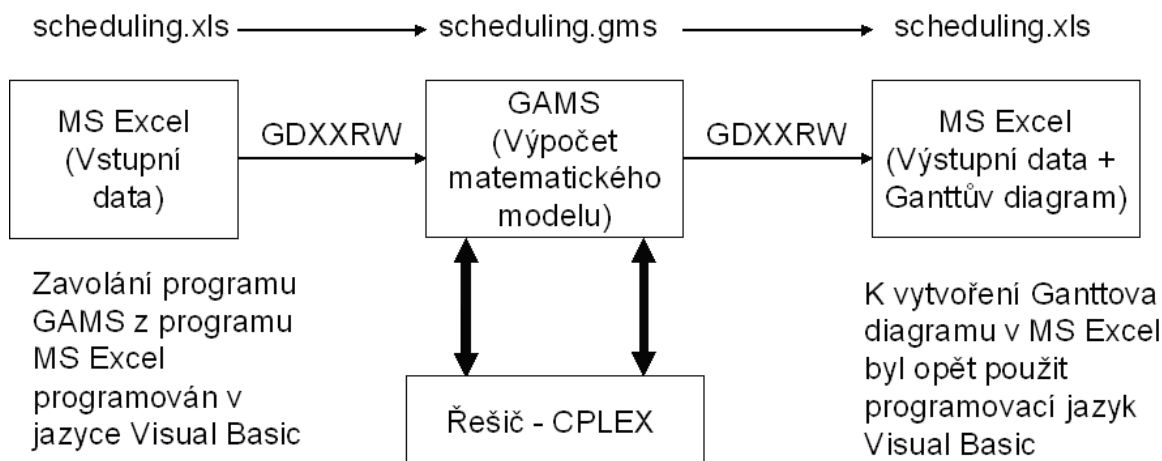 scheduling.xls
scheduling.gms
scheduling.xls
MS Excel
(Vstupní
data)
GDXXRW
GAMS
(Výpočet
matematického
modelu)
GDXXRW
MS Excel
(Výstupní data +
Ganttův diagram)
Zavolání programu
GAMS z programu
MS Excel
programován v
jazyce Visual Basic
Řešič - CPLEX
K vytvoření Ganttova
diagramu v MS Excel
byl opět použit
programovací jazyk
Visual Basic